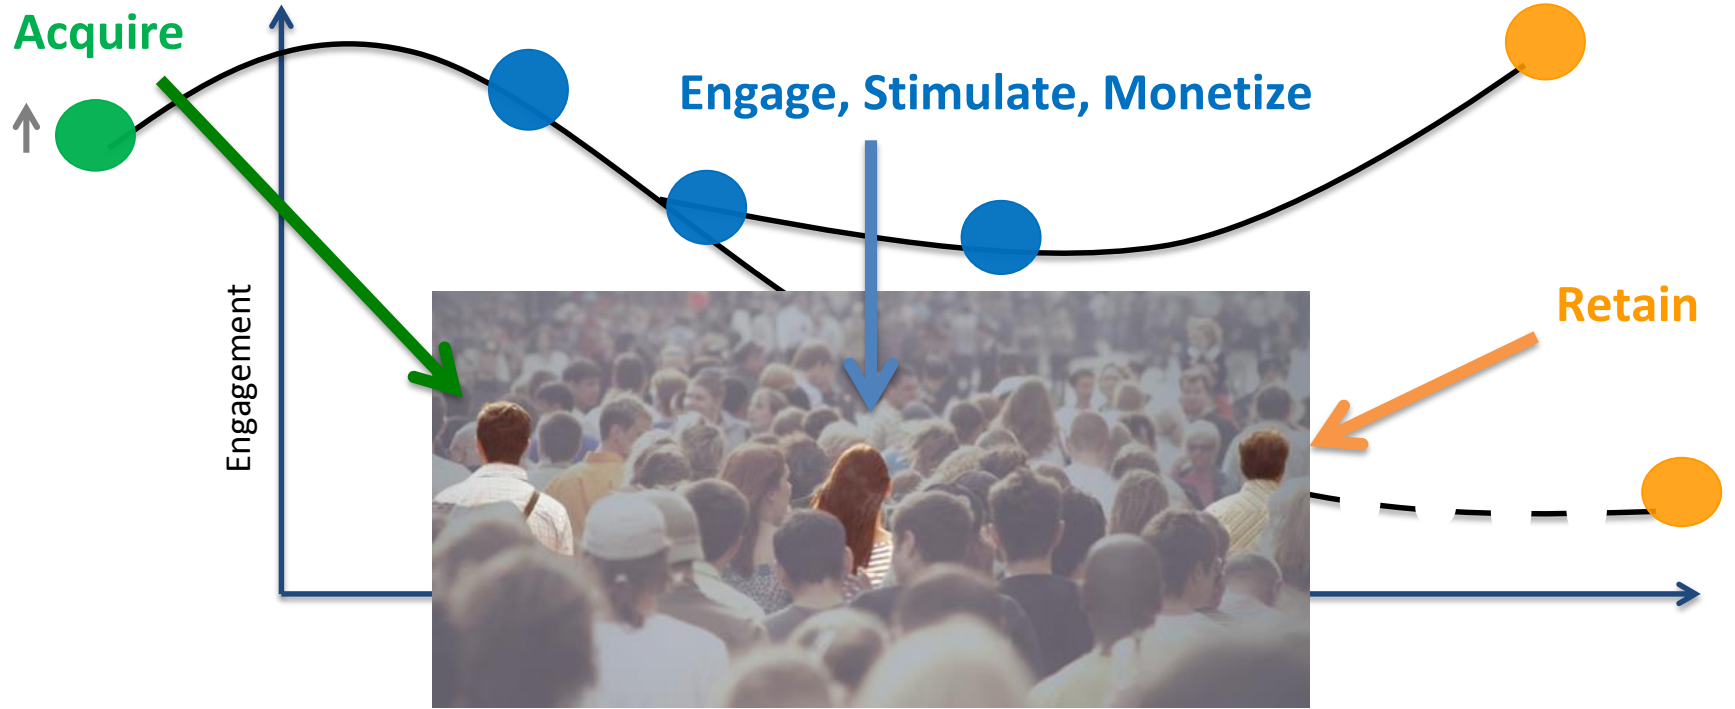 Acquire
Engage, Stimulate, Monetize
Retain
Engagement